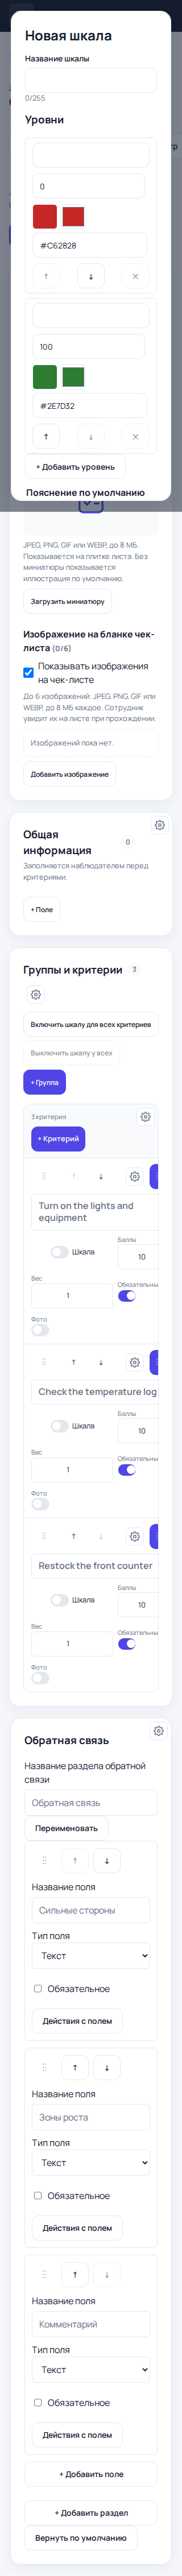 Новая шкала
Название шкалы
0/255
Уровни
0
#C62828
↑ ↓ ×
100
#2E7D32
↑ ↓ ×
+ Добавить уровень
Пояснение по умолчанию
JPEG, PNG, GIF или WEBP, до 8 МБ.
Показывается на плитке листа. Без
миниатюры показывается
иллюстрация по умолчанию.
Загрузить миниатюру
Изображение на бланке чек-
листа (0/6)
Показывать изображения
на чек-листе
До 6 изображений: JPEG, PNG, GIF или
WEBP, до 8 МБ каждое. Сотрудник
увидит их на листе при прохождении.
Изображений пока нет.
Добавить изображение
Общая
информация
0
Заполняется наблюдателем перед
критериями.
+ Поле
Группы и критерии 3
Включить шкалу для всех критериев
Выключить шкалу у всех
+ Группа
3 критерия
+ Критерий
↑ ↓
Turn on the lights and
equipment
Шкала
Баллы
10
Вес
1
Обязательны
Фото
↑ ↓
Check the temperature log
Шкала
Баллы
10
Вес
1
Обязательны
Фото
↑ ↓
Restock the front counter
Шкала
Баллы
10
Вес
1
Обязательны
Фото
Обратная связь
Название раздела обратной
связи
Обратная связь
Переименовать
↑ ↓
Название поля
Сильные стороны
Тип поля
Текст
Обязательное
Действия с полем
↑ ↓
Название поля
Зоны роста
Тип поля
Текст
Обязательное
Действия с полем
↑ ↓
Название поля
Комментарий
Тип поля
Текст
Обязательное
Действия с полем
+ Добавить поле
+ Добавить раздел
Вернуть по умолчанию